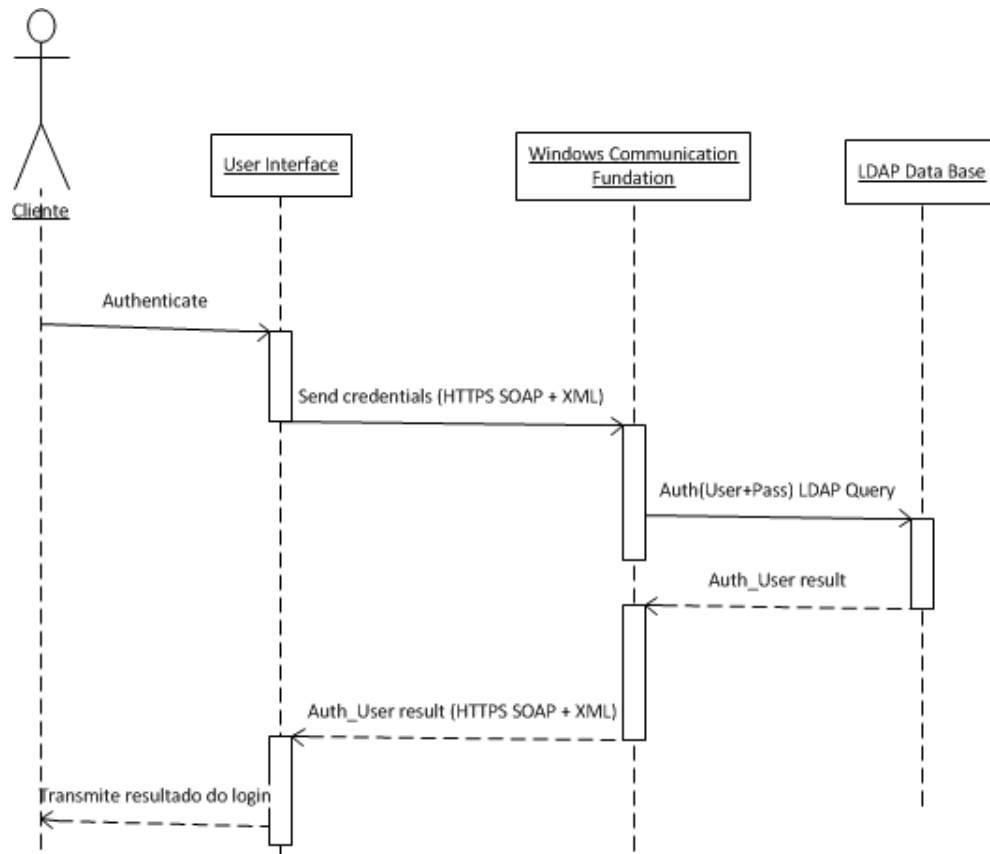 User Interface
Windows Communication
Fundation
LDAP Data Base
Cliente
Authenticate
Send credentials (HTTPS SOAP + XML)
Auth(User+Pass) LDAP Query
Auth_User result
Auth_User result (HTTPS SOAP + XML)
Transmite resultado do login